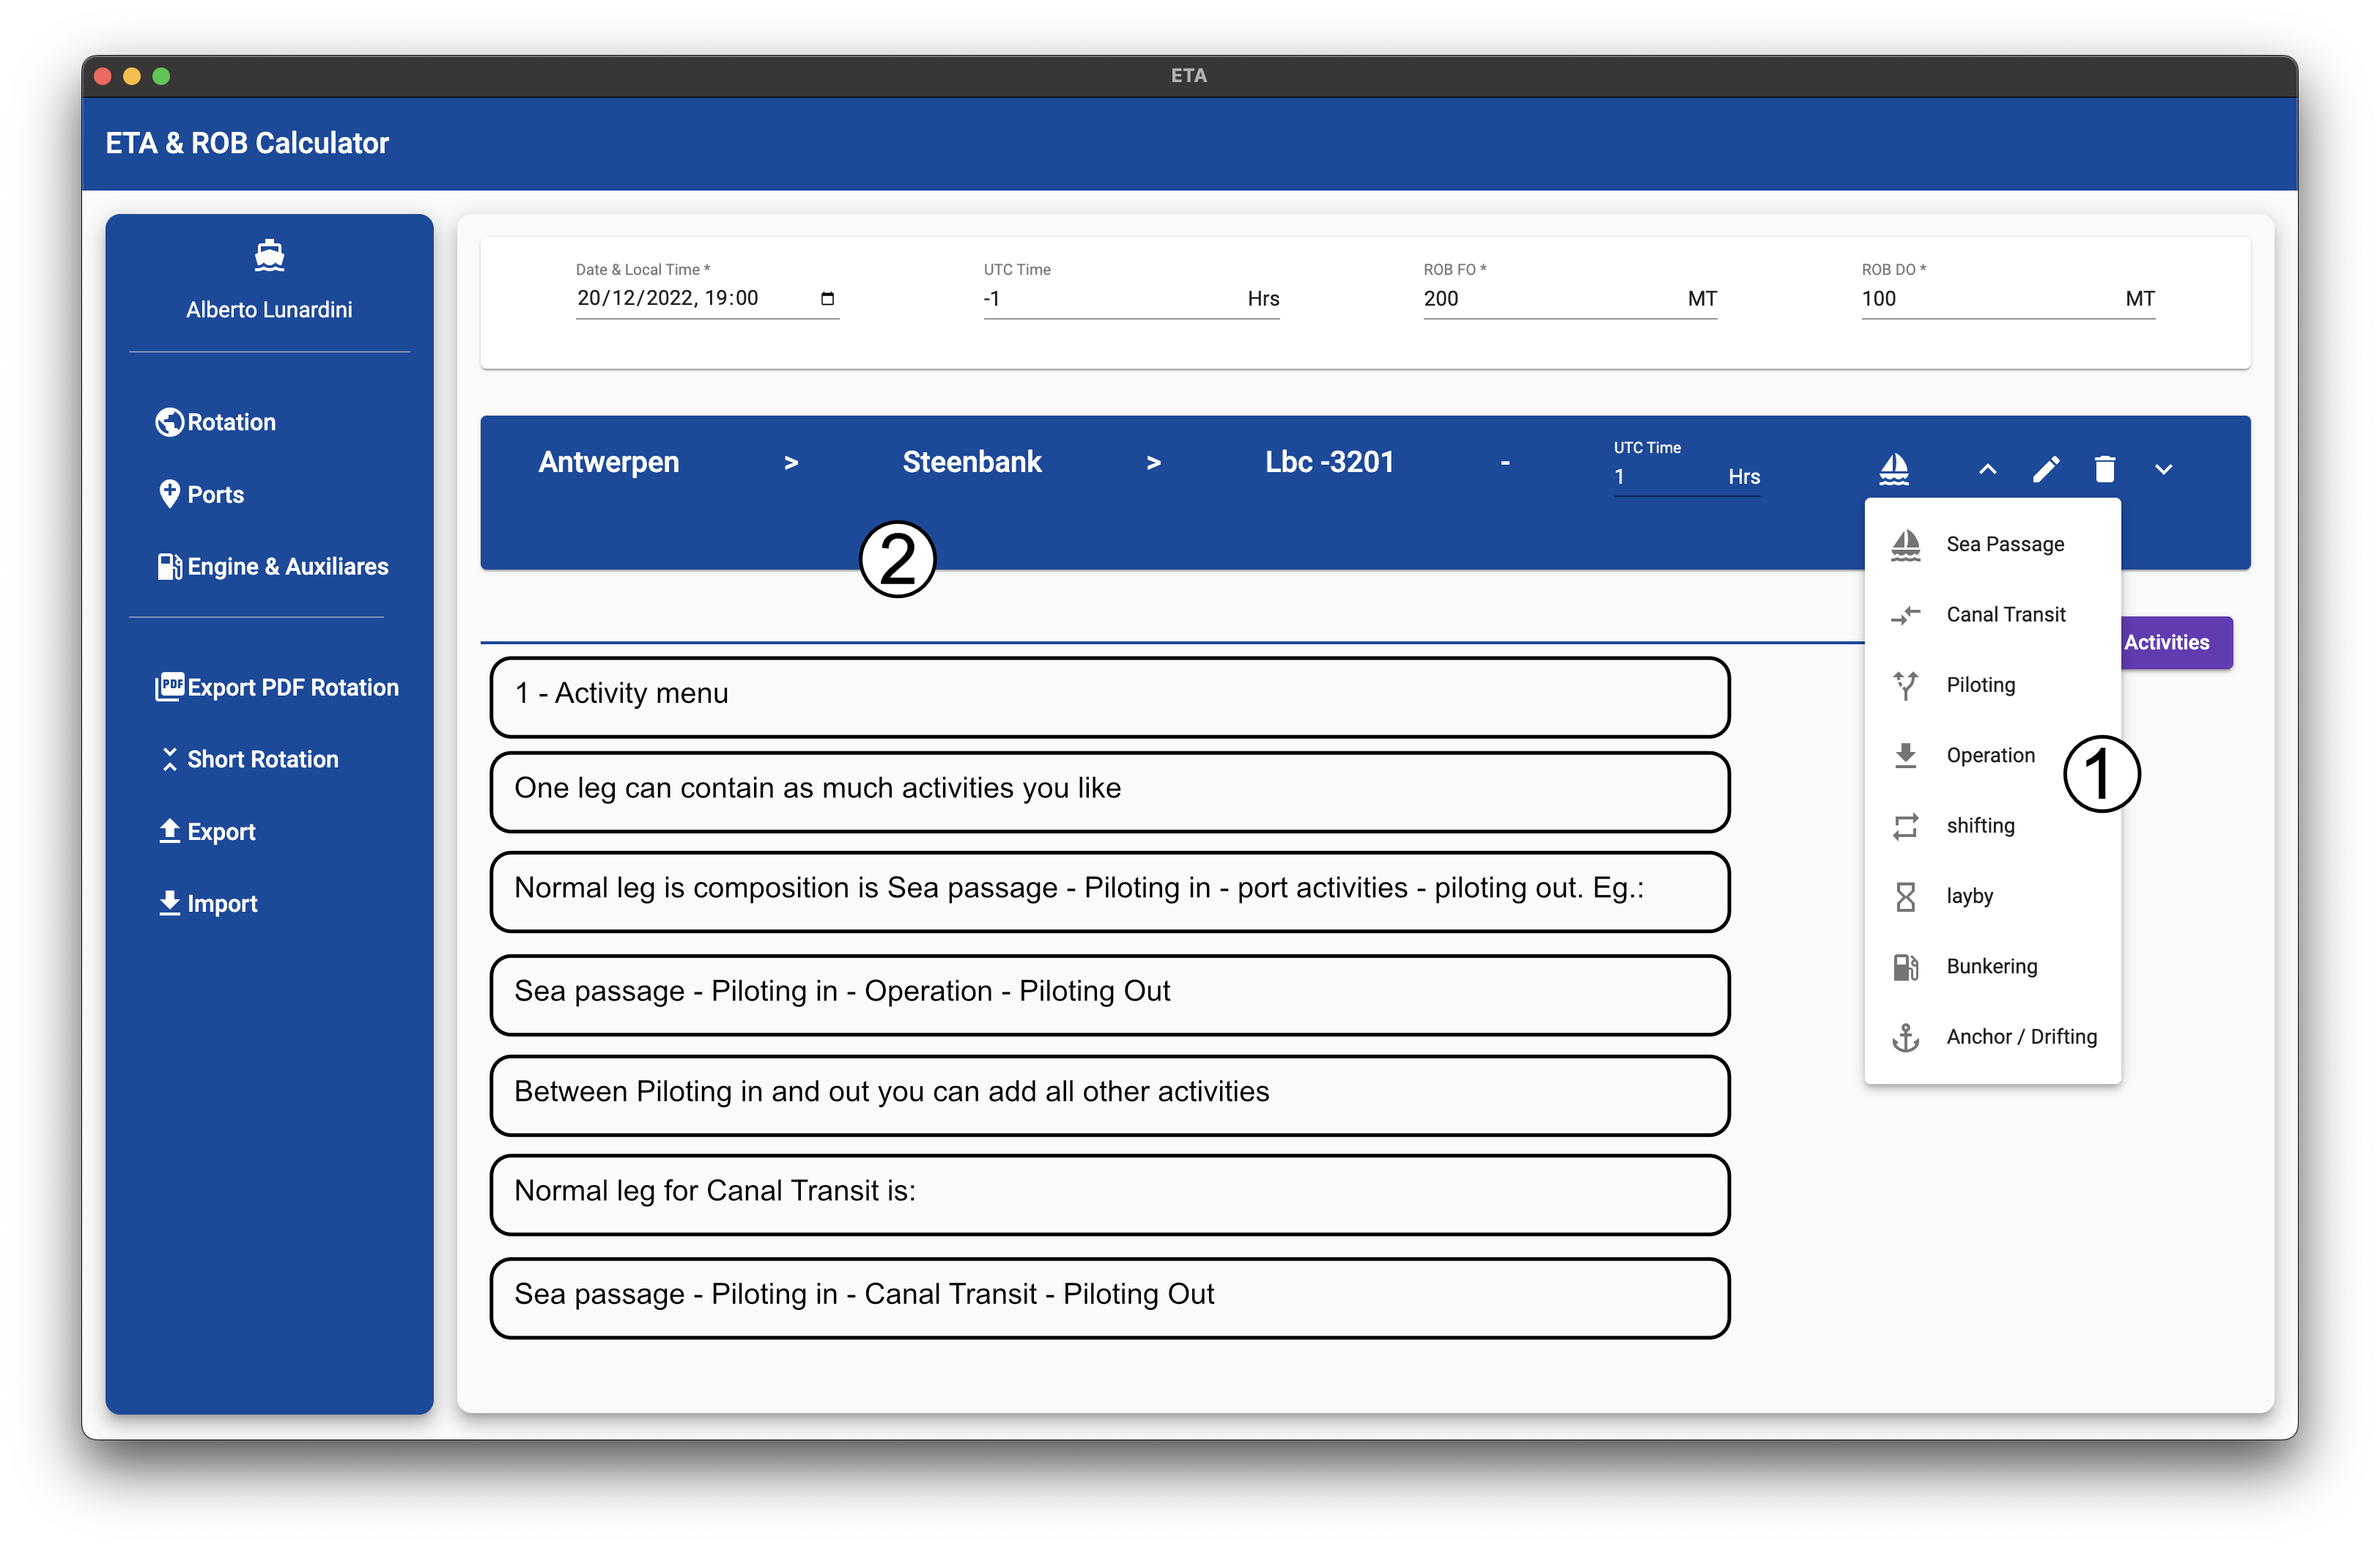 ETA
ETA & ROB Calculator
Alberto Lunardini
Rotation
Ports
Engine & Auxiliares
PDF Export PDF Rotation
Short Rotation
Export
Import
Date & Local Time *
20/12/2022, 19:00
UTC Time
-1 Hrs
ROB FO *
200 MT
ROB DO *
100 MT
Antwerpen > Steenbank > Lbc -3201 -
UTC Time
1 Hrs
2
Activities
Sea Passage
Canal Transit
Piloting
Operation
1
shifting
layby
Bunkering
Anchor / Drifting
1 - Activity menu
One leg can contain as much activities you like
Normal leg is composition is Sea passage - Piloting in - port activities - piloting out. Eg.:
Sea passage - Piloting in - Operation - Piloting Out
Between Piloting in and out you can add all other activities
Normal leg for Canal Transit is:
Sea passage - Piloting in - Canal Transit - Piloting Out